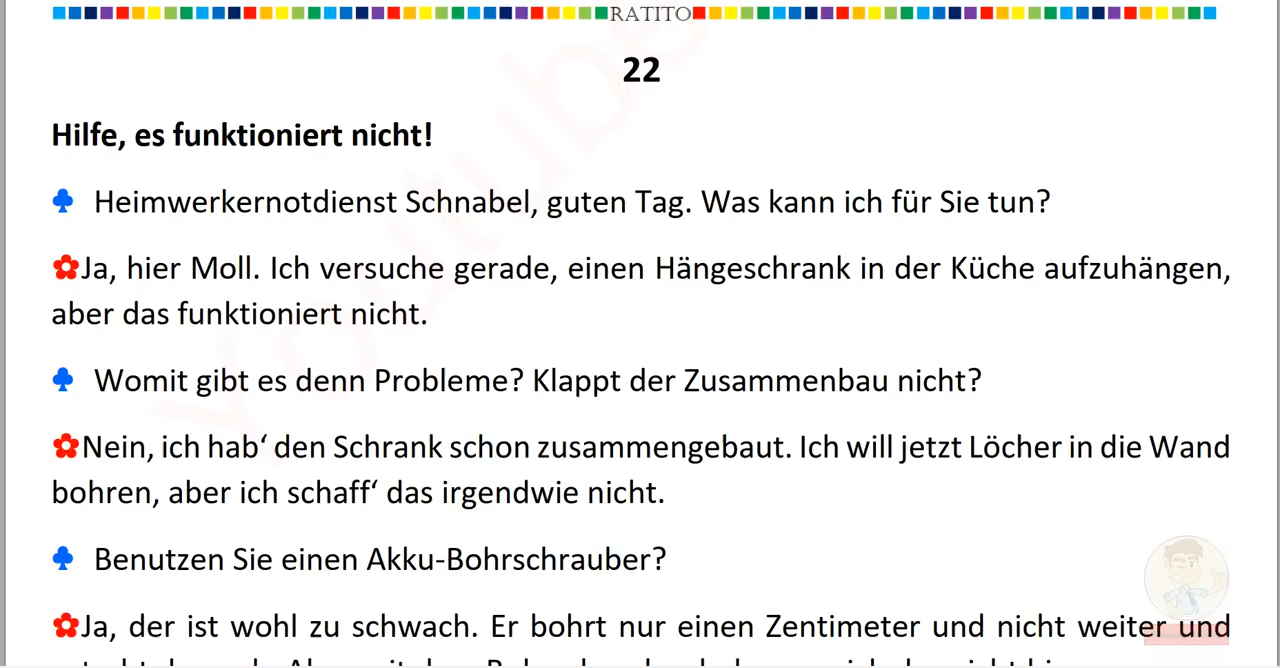 RATITO
22
Hilfe, es funktioniert nicht!
♣ Heimwerkernotdienst Schnabel, guten Tag. Was kann ich für Sie tun?
✿Ja, hier Moll. Ich versuche gerade, einen Hängeschrank in der Küche aufzuhängen,
aber das funktioniert nicht.
♣ Womit gibt es denn Probleme? Klappt der Zusammenbau nicht?
✿Nein, ich hab‘ den Schrank schon zusammengebaut. Ich will jetzt Löcher in die Wand
bohren, aber ich schaff‘ das irgendwie nicht.
♣ Benutzen Sie einen Akku-Bohrschrauber?
✿Ja, der ist wohl zu schwach. Er bohrt nur einen Zentimeter und nicht weiter und
Youtube